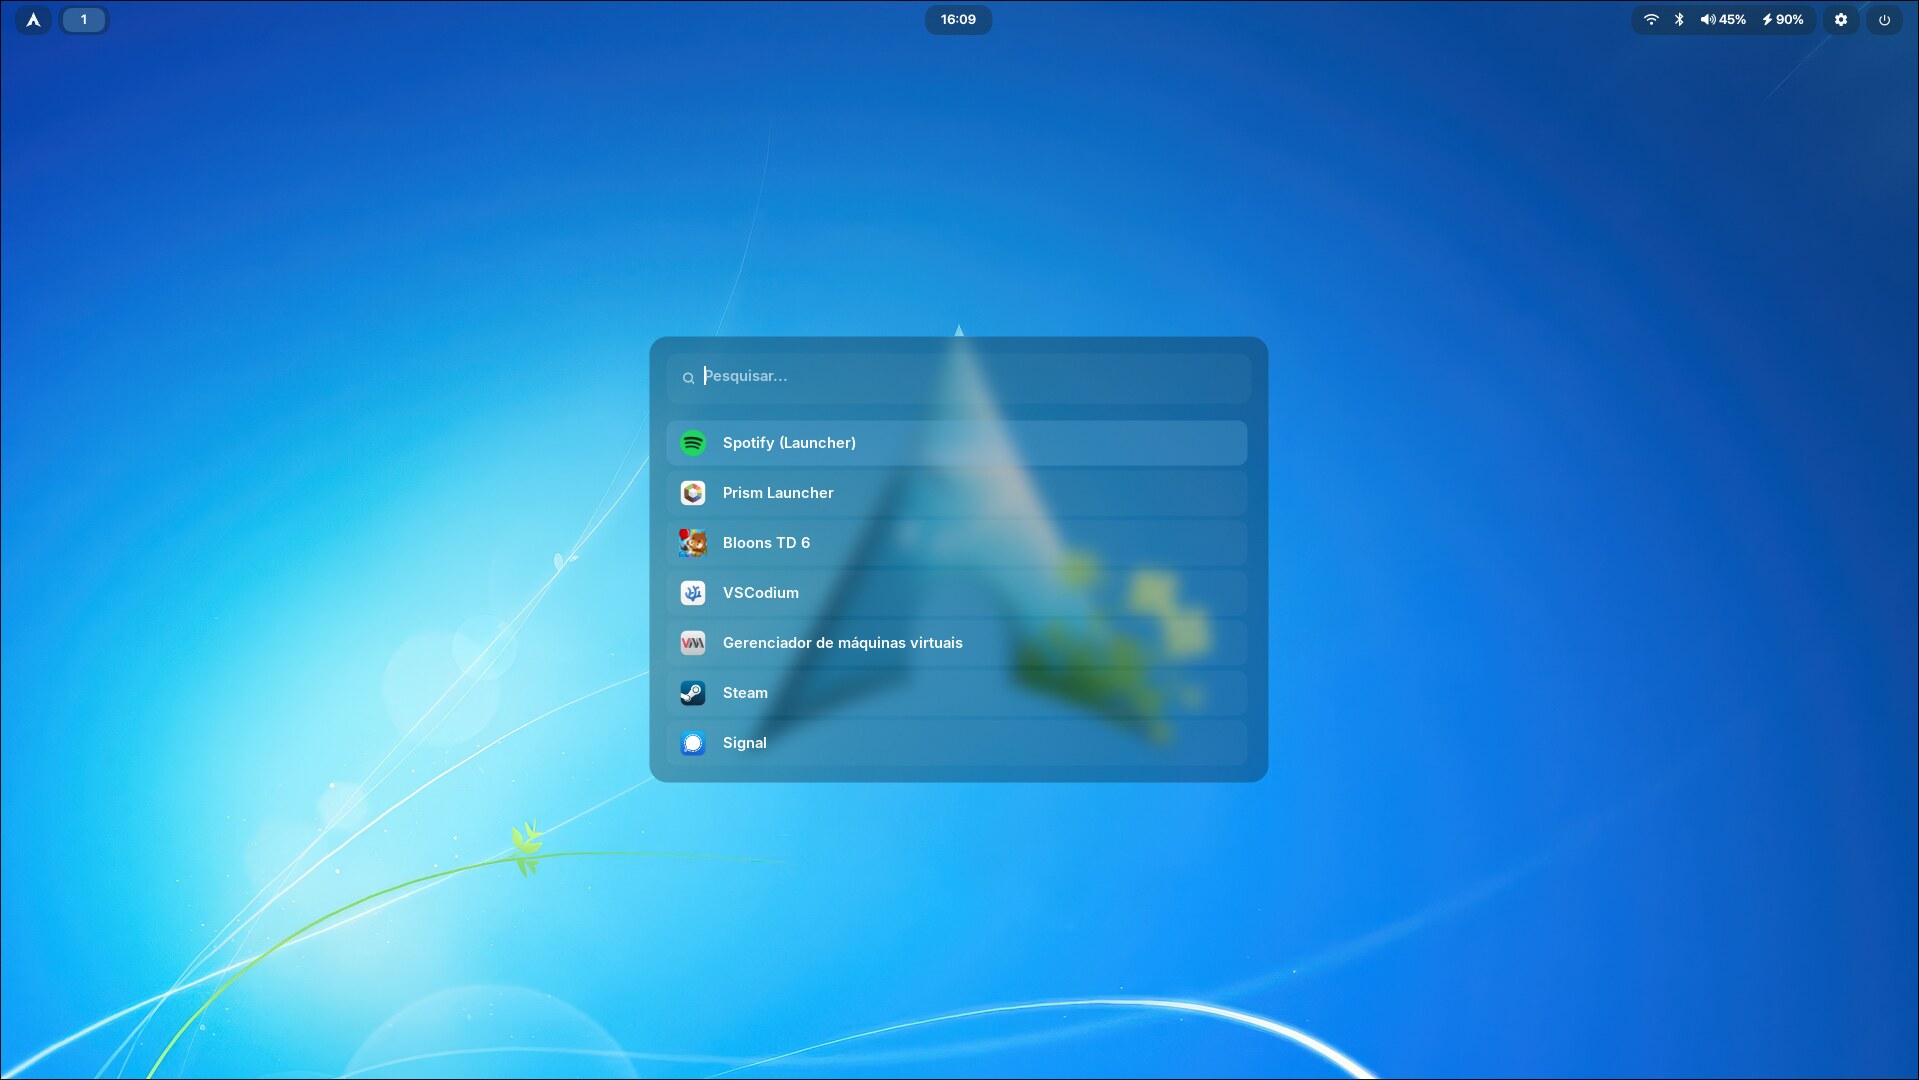 1
16:09
45%
90%
Pesquisar...
Spotify (Launcher)
Prism Launcher
Bloons TD 6
VSCodium
Gerenciador de máquinas virtuais
Steam
Signal